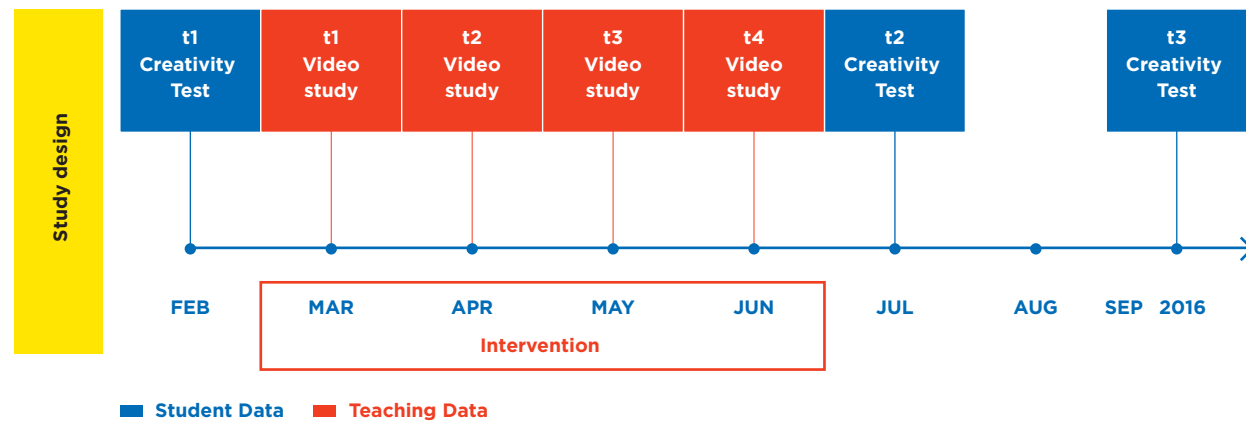 Study design
t1
Creativity
Test
t1
Video
study
t2
Video
study
t3
Video
study
t4
Video
study
t2
Creativity
Test
t3
Creativity
Test
FEB
MAR
APR
MAY
JUN
JUL
AUG
SEP 2016
Intervention
Student Data
Teaching Data